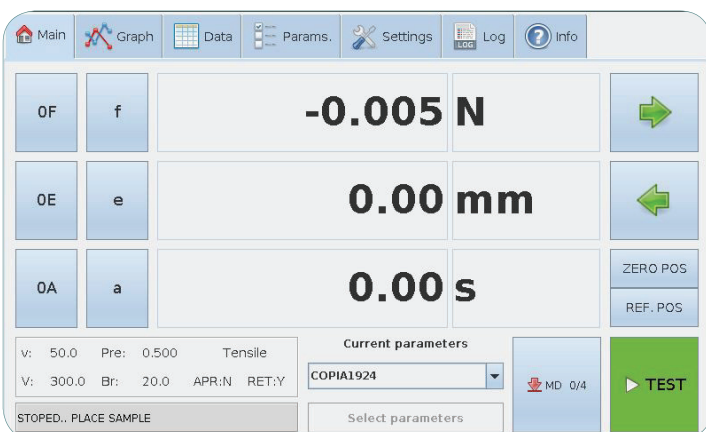 Main Graph Data Params. Settings LOG Log Info
0F f -0.005 N
0E e 0.00 mm
0A a 0.00 s
ZERO POS
REF. POS
v: 50.0 Pre: 0.500 Tensile
V: 300.0 Br: 20.0 APR:N RET:Y
STOPED.. PLACE SAMPLE
Current parameters
COPIA1924
Select parameters
MD 0/4
TEST